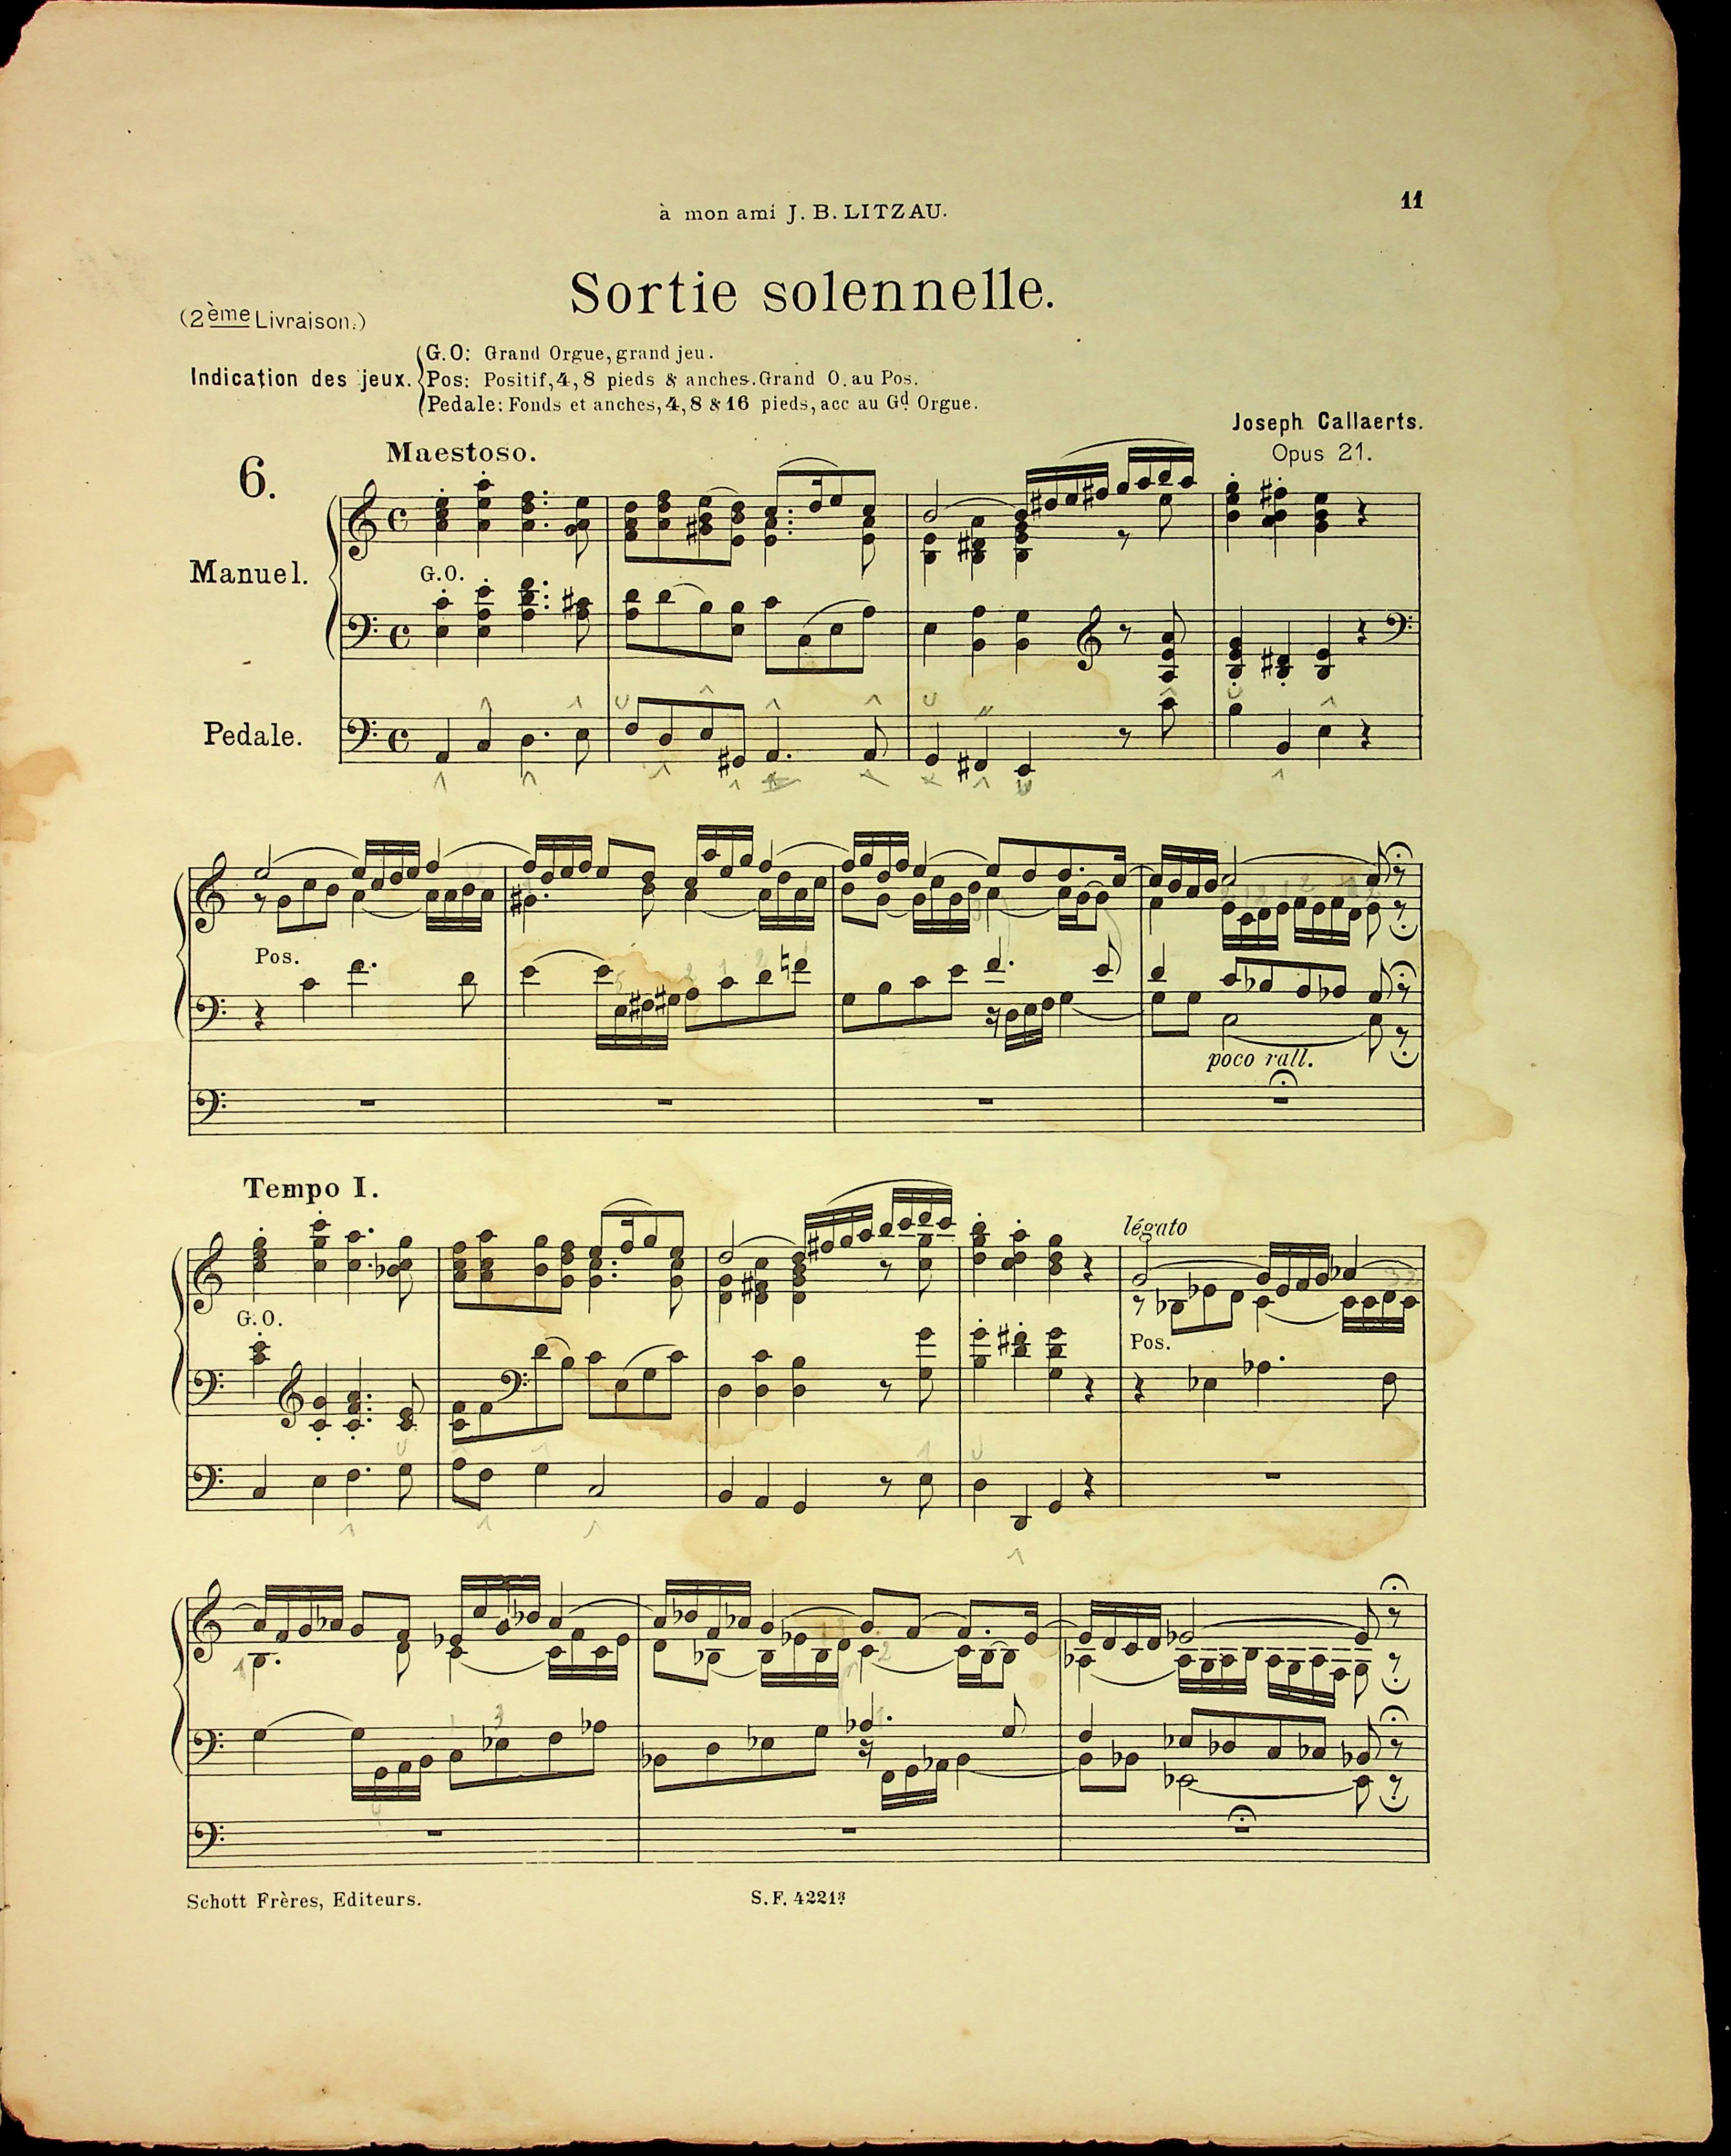 à mon ami J. B. LITZAU.
11
Sortie solennelle.
(2ème Livraison.)
Indication des jeux.
G.O: Grand Orgue, grand jeu.
Pos: Positif, 4, 8 pieds & anches. Grand O. au Pos.
Pedale: Fonds et anches, 4, 8 & 16 pieds, acc au Gd Orgue.
Joseph Callaerts.
Opus 21.
6.
Maestoso.
Manuel.
G.O.
Pedale.
Pos.
poco rall.
Tempo I.
légato
G.O.
Pos.
Schott Frères, Editeurs.
S.F. 4221